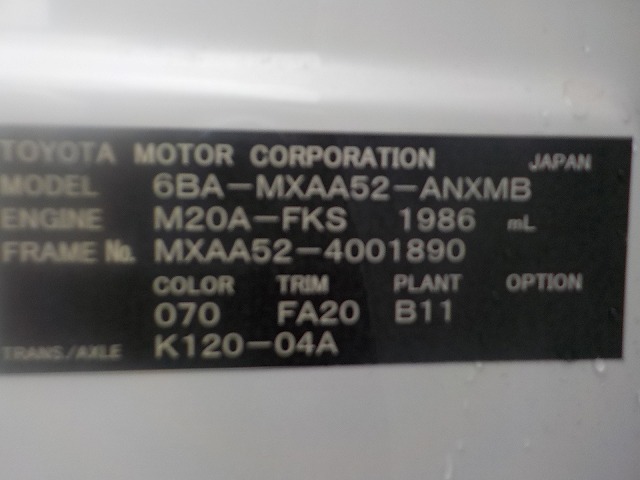 TOYOTA MOTOR CORPORATION JAPAN
MODEL 6BA-MXAA52-ANXMB
ENGINE M20A-FKS 1986 mL
FRAME No. MXAA52-4001890
COLOR TRIM PLANT OPTION
070 FA20 B11
TRANS/AXLE K120-04A